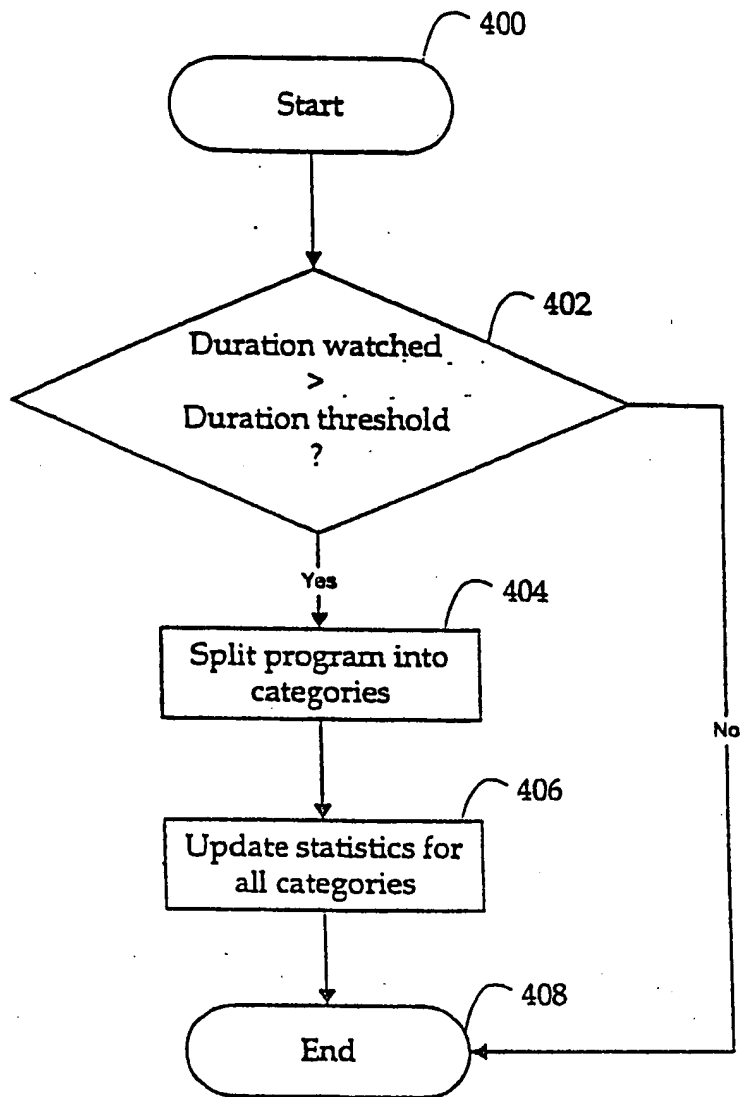 400
Start
402
Duration watched
>
Duration threshold
?
Yes
404
Split program into
categories
No
406
Update statistics for
all categories
408
End